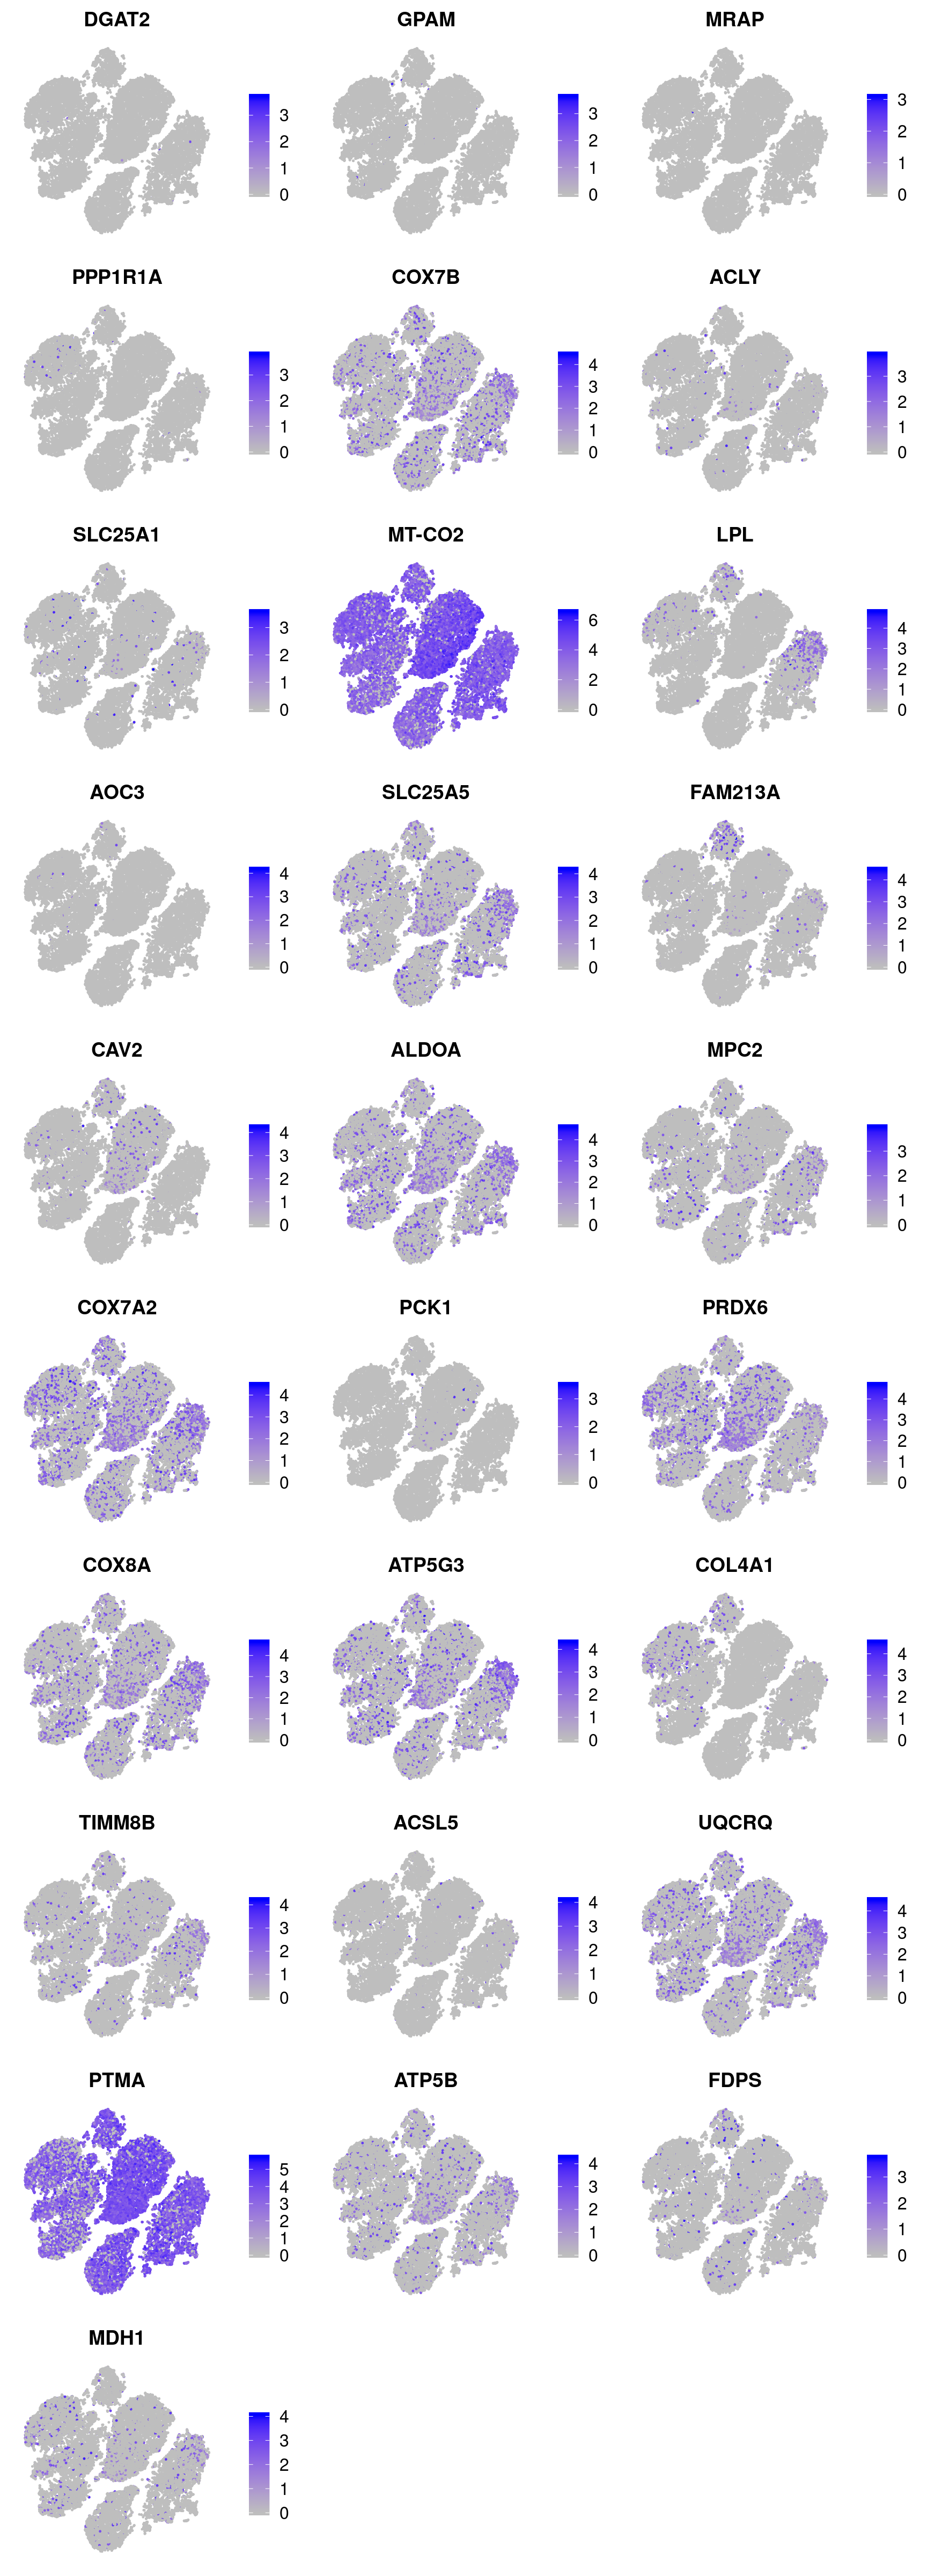 DGAT2 GPAM MRAP
3 2 1 0 3 2 1 0 3 2 1 0
PPP1R1A COX7B ACLY
3 2 1 0 4 3 2 1 0 3 2 1 0
SLC25A1 MT-CO2 LPL
3 2 1 0 6 4 2 0 4 3 2 1 0
AOC3 SLC25A5 FAM213A
4 3 2 1 0 4 3 2 1 0 4 3 2 1 0
CAV2 ALDOA MPC2
4 3 2 1 0 4 3 2 1 0 3 2 1 0
COX7A2 PCK1 PRDX6
4 3 2 1 0 3 2 1 0 4 3 2 1 0
COX8A ATP5G3 COL4A1
4 3 2 1 0 4 3 2 1 0 4 3 2 1 0
TIMM8B ACSL5 UQCRQ
4 3 2 1 0 4 3 2 1 0 4 3 2 1 0
PTMA ATP5B FDPS
5 4 3 2 1 0 4 3 2 1 0 3 2 1 0
MDH1
4 3 2 1 0